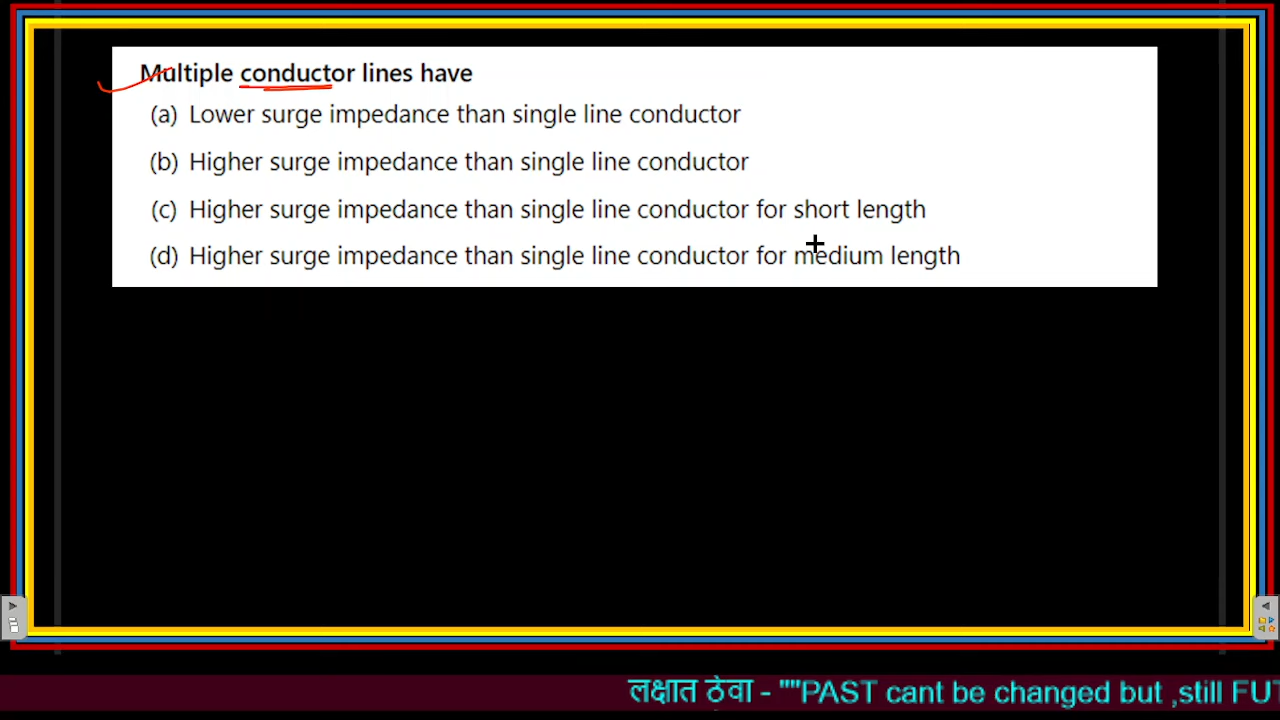 Multiple conductor lines have
(a) Lower surge impedance than single line conductor
(b) Higher surge impedance than single line conductor
(c) Higher surge impedance than single line conductor for short length
(d) Higher surge impedance than single line conductor for medium length
लक्षात ठेवा - ""PAST cant be changed but ,still FUT